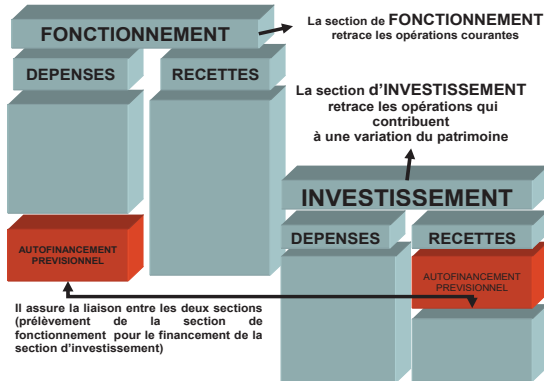 FONCTIONNEMENT
La section de FONCTIONNEMENT
retrace les opérations courantes
DEPENSES
RECETTES
La section d'INVESTISSEMENT
retrace les opérations qui
contribuent
à une variation du patrimoine
INVESTISSEMENT
DEPENSES
RECETTES
AUTOFINANCEMENT
PREVISIONNEL
AUTOFINANCEMENT
PREVISIONNEL
Il assure la liaison entre les deux sections
(prélèvement de la section de
fonctionnement pour le financement de la
section d'investissement)